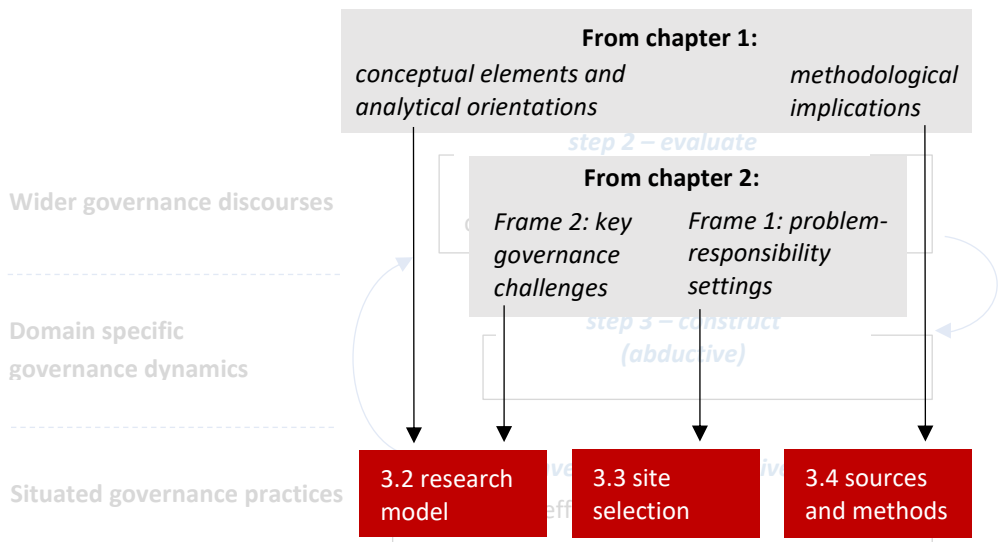 From chapter 1:
conceptual elements and
analytical orientations
methodological
implications
step 2 – evaluate
From chapter 2:
Wider governance discourses
Frame 2: key
governance
challenges
Frame 1: problem-
responsibility
settings
step 3 – construct
(abductive)
Domain specific
governance dynamics
3.2 research
model
3.3 site
selection
3.4 sources
and methods
Situated governance practices